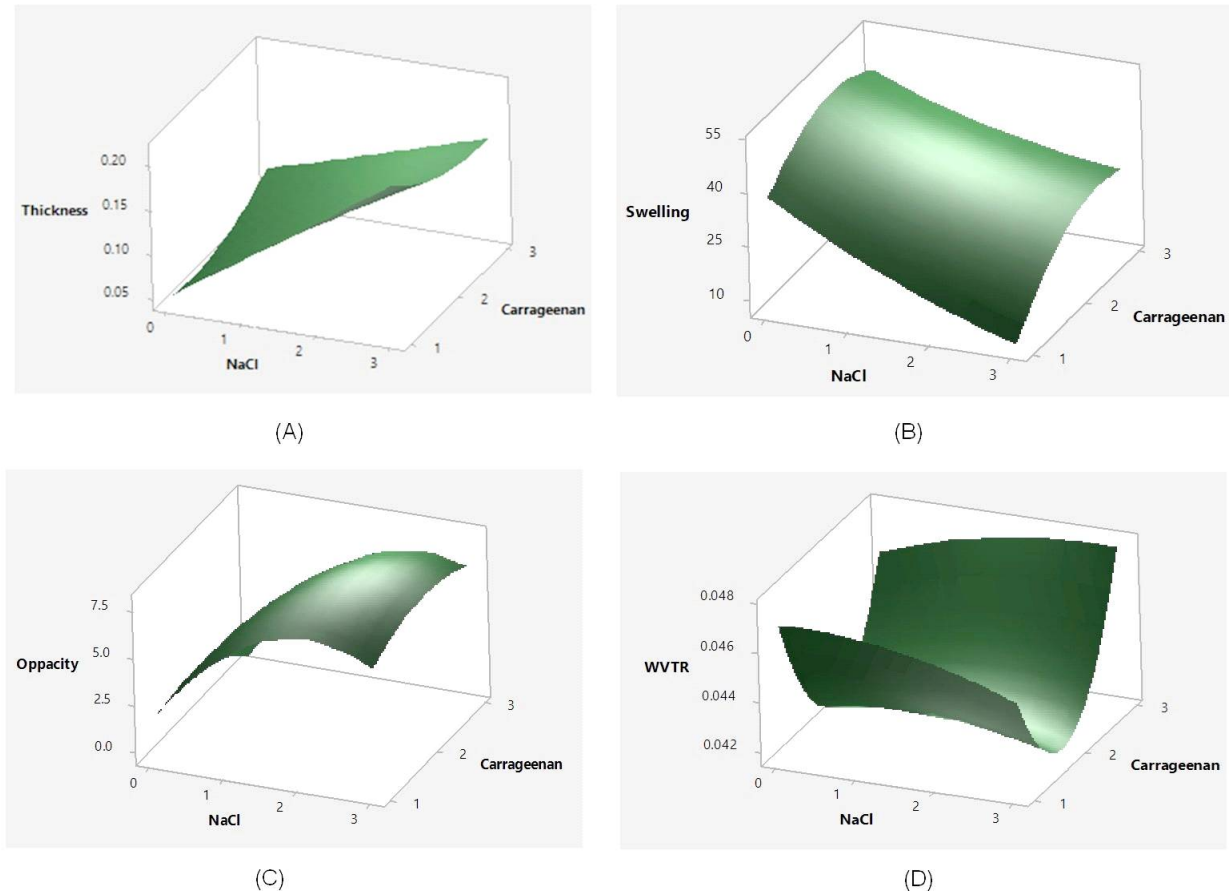 0.20
0.15
Thickness
0.10
0.05
0
1
2
3
NaCl
1
2
3
Carrageenan
(A)
55
40
Swelling
25
10
0
1
2
3
NaCl
1
2
3
Carrageenan
(B)
7.5
5.0
Oppacity
2.5
0.0
0
1
2
3
NaCl
1
2
3
Carrageenan
(C)
0.048
0.046
WVTR
0.044
0.042
0
1
2
3
NaCl
1
2
3
Carrageenan
(D)